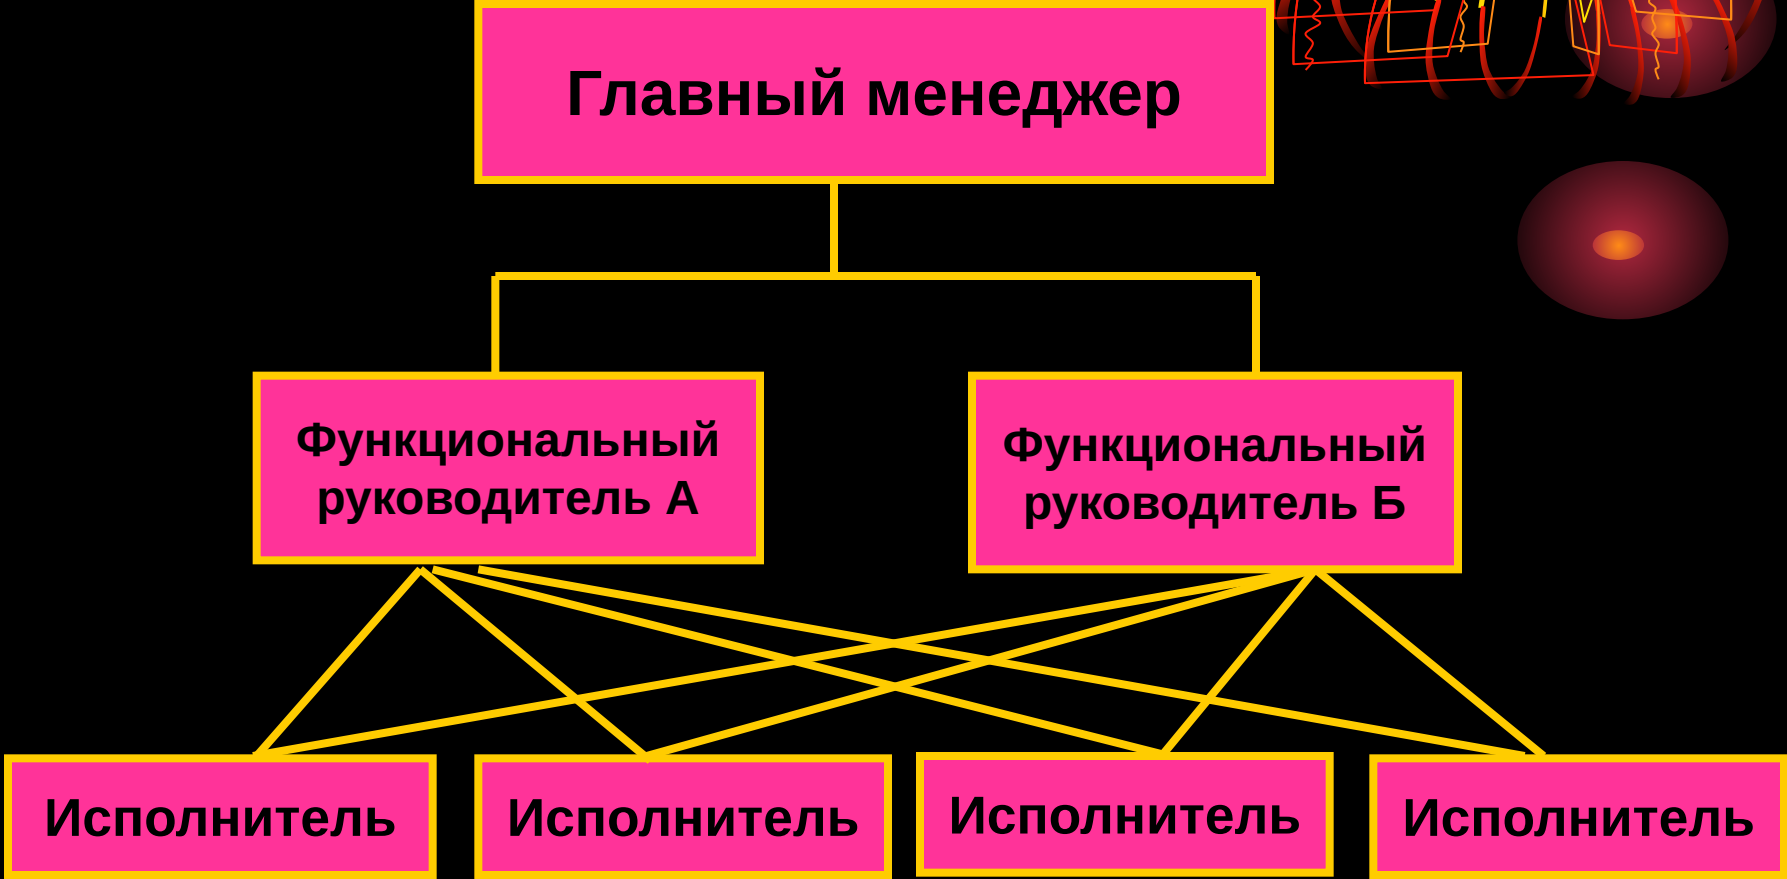 Главный менеджер
Функциональный
руководитель А
Функциональный
руководитель Б
Исполнитель
Исполнитель
Исполнитель
Исполнитель